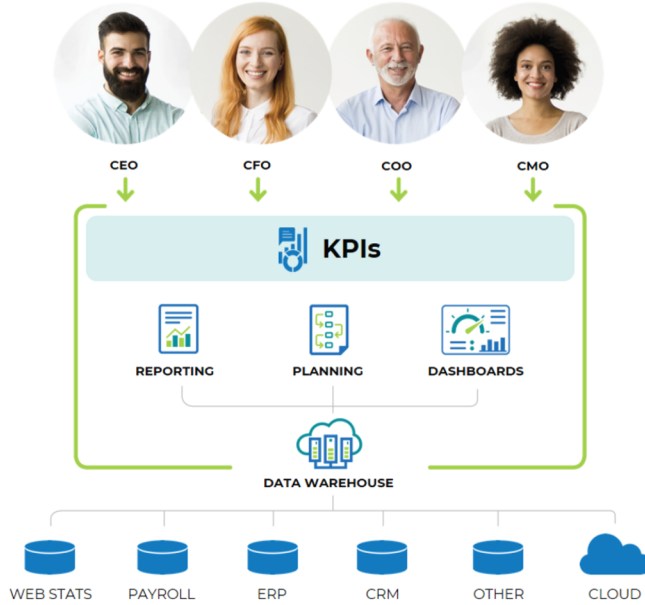 CEO CFO COO CMO
KPIs
REPORTING PLANNING DASHBOARDS
DATA WAREHOUSE
WEB STATS PAYROLL ERP CRM OTHER CLOUD